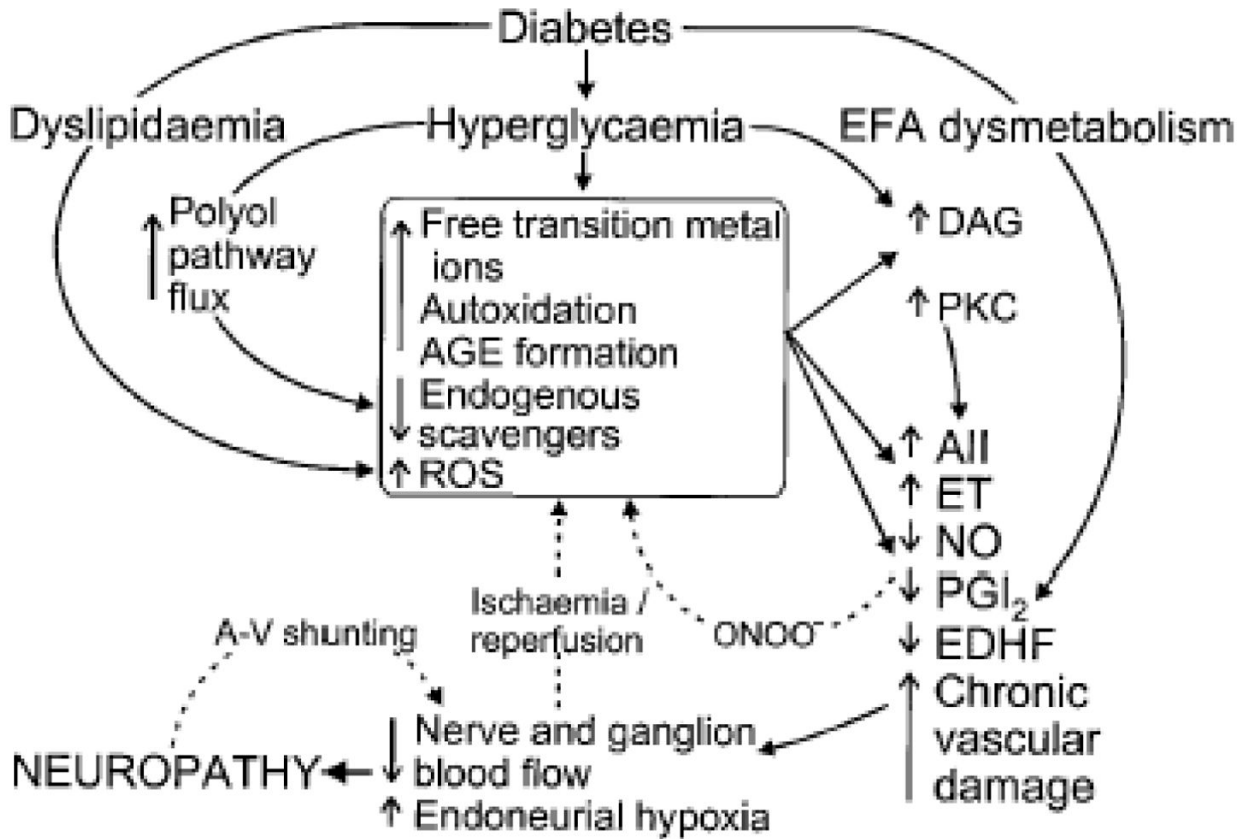 Diabetes
Dyslipidaemia
Hyperglycaemia
EFA dysmetabolism
↑ Polyol
pathway
flux
↑ Free transition metal
ions
Autoxidation
AGE formation
↓ Endogenous
scavengers
↑ ROS
↑ DAG
↑ PKC
↑ AII
↑ ET
↓ NO
↓ PGI₂
↓ EDHF
↑ Chronic
vascular
damage
Ischaemia /
reperfusion
ONOO⁻
A-V shunting
↓ Nerve and ganglion
blood flow
↑ Endoneurial hypoxia
NEUROPATHY